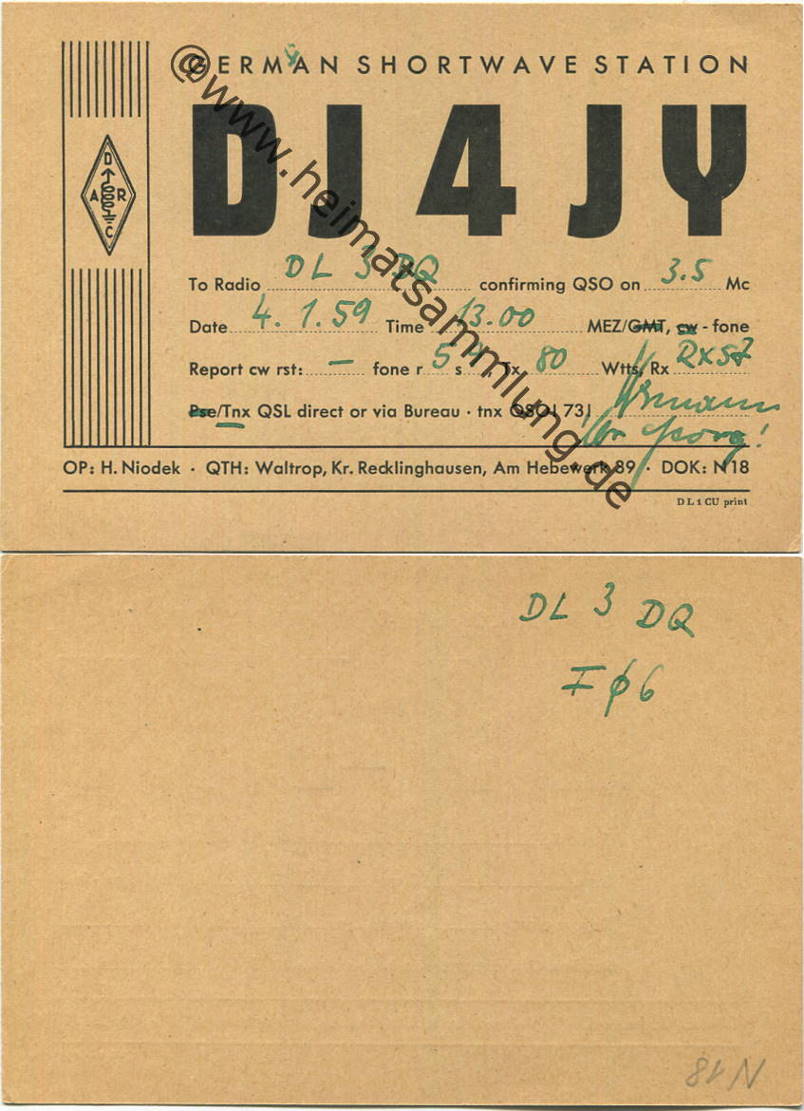 GERMAN SHORTWAVE STATION
DJ4JY
D
A R
C
To Radio DL 3 DQ confirming QSO on 3.5 Mc
Date 4. 1. 59 Time 13.00 MEZ/GMT, cw - fone
Report cw rst: — fone r 5 s Tx 80 Wtts, Rx
Pse/Tnx QSL direct or via Bureau · tnx QSO! 73!
OP: H. Niodek · QTH: Waltrop, Kr. Recklinghausen, Am Hebewerk 89 · DOK: N 18
DL1CU print
@www.heimatsammlung.de
DL 3 DQ
IØ6
N 18